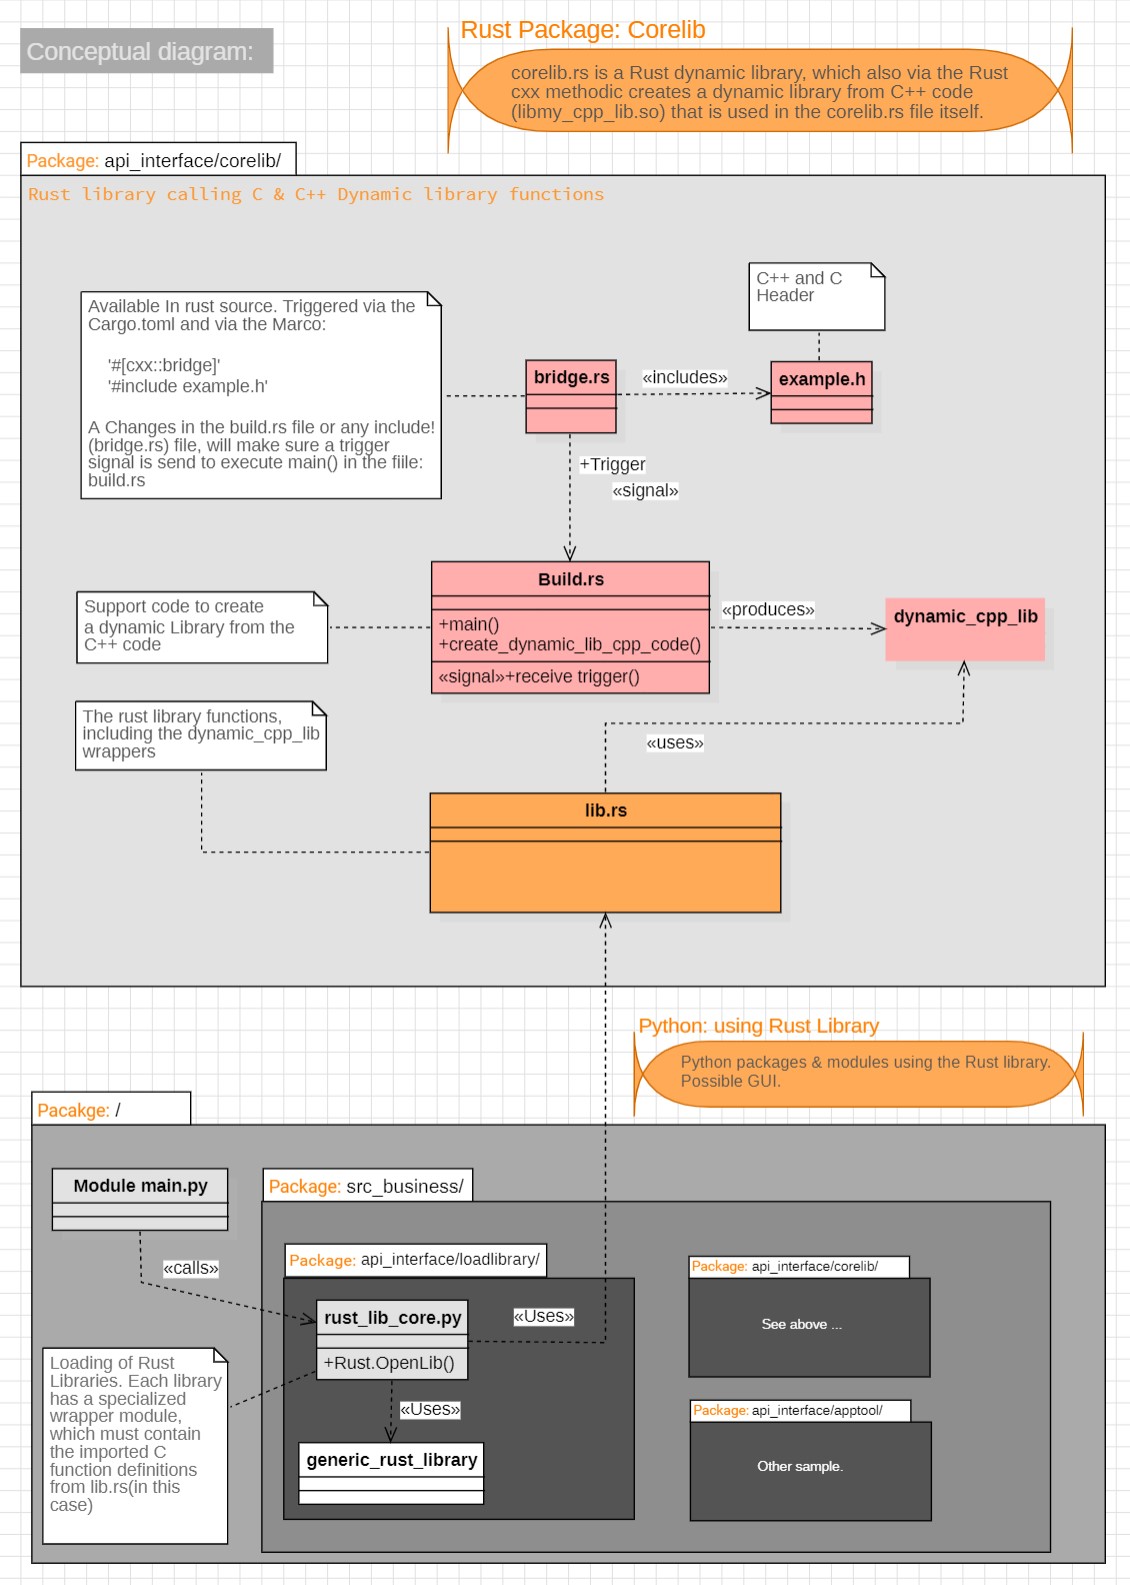 Conceptual diagram:
Rust Package: Corelib
corelib.rs is a Rust dynamic library, which also via the Rust
cxx methodic creates a dynamic library from C++ code
(libmy_cpp_lib.so) that is used in the corelib.rs file itself.
Package: api_interface/corelib/
Rust library calling C & C++ Dynamic library functions
Available In rust source. Triggered via the
Cargo.toml and via the Marco:
'#[cxx::bridge]'
'#include example.h'
A Changes in the build.rs file or any include!
(bridge.rs) file, will make sure a trigger
signal is send to execute main() in the fiile:
build.rs
C++ and C
Header
bridge.rs
«includes»
example.h
+Trigger
«signal»
Build.rs
+main()
+create_dynamic_lib_cpp_code()
«signal»+receive trigger()
«produces»
dynamic_cpp_lib
Support code to create
a dynamic Library from the
C++ code
The rust library functions,
including the dynamic_cpp_lib
wrappers
«uses»
lib.rs
Python: using Rust Library
Python packages & modules using the Rust library.
Possible GUI.
Pacakge: /
Module main.py
«calls»
Package: src_business/
Package: api_interface/loadlibrary/
rust_lib_core.py
+Rust.OpenLib()
«Uses»
«Uses»
generic_rust_library
Loading of Rust
Libraries. Each library
has a specialized
wrapper module,
which must contain
the imported C
function definitions
from lib.rs(in this
case)
Package: api_interface/corelib/
See above ...
Package: api_interface/apptool/
Other sample.